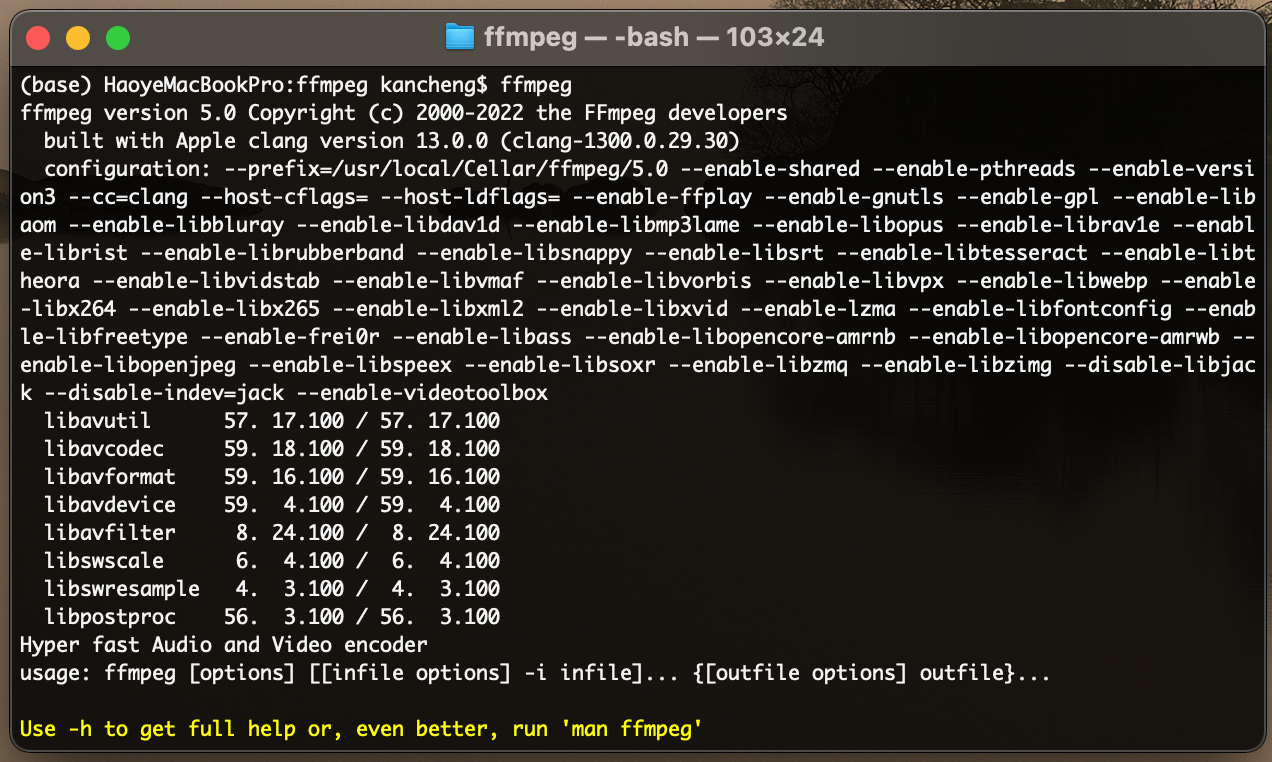 ffmpeg — -bash — 103×24
(base) HaoyeMacBookPro:ffmpeg kancheng$ ffmpeg
ffmpeg version 5.0 Copyright (c) 2000-2022 the FFmpeg developers
  built with Apple clang version 13.0.0 (clang-1300.0.29.30)
  configuration: --prefix=/usr/local/Cellar/ffmpeg/5.0 --enable-shared --enable-pthreads --enable-versi
on3 --cc=clang --host-cflags= --host-ldflags= --enable-ffplay --enable-gnutls --enable-gpl --enable-lib
aom --enable-libbluray --enable-libdav1d --enable-libmp3lame --enable-libopus --enable-librav1e --enabl
e-librist --enable-librubberband --enable-libsnappy --enable-libsrt --enable-libtesseract --enable-libt
heora --enable-libvidstab --enable-libvmaf --enable-libvorbis --enable-libvpx --enable-libwebp --enable
-libx264 --enable-libx265 --enable-libxml2 --enable-libxvid --enable-lzma --enable-libfontconfig --enab
le-libfreetype --enable-frei0r --enable-libass --enable-libopencore-amrnb --enable-libopencore-amrwb --
enable-libopenjpeg --enable-libspeex --enable-libsoxr --enable-libzmq --enable-libzimg --disable-libjac
k --disable-indev=jack --enable-videotoolbox
  libavutil      57. 17.100 / 57. 17.100
  libavcodec     59. 18.100 / 59. 18.100
  libavformat    59. 16.100 / 59. 16.100
  libavdevice    59.  4.100 / 59.  4.100
  libavfilter     8. 24.100 /  8. 24.100
  libswscale      6.  4.100 /  6.  4.100
  libswresample   4.  3.100 /  4.  3.100
  libpostproc    56.  3.100 / 56.  3.100
Hyper fast Audio and Video encoder
usage: ffmpeg [options] [[infile options] -i infile]... {[outfile options] outfile}...
Use -h to get full help or, even better, run 'man ffmpeg'